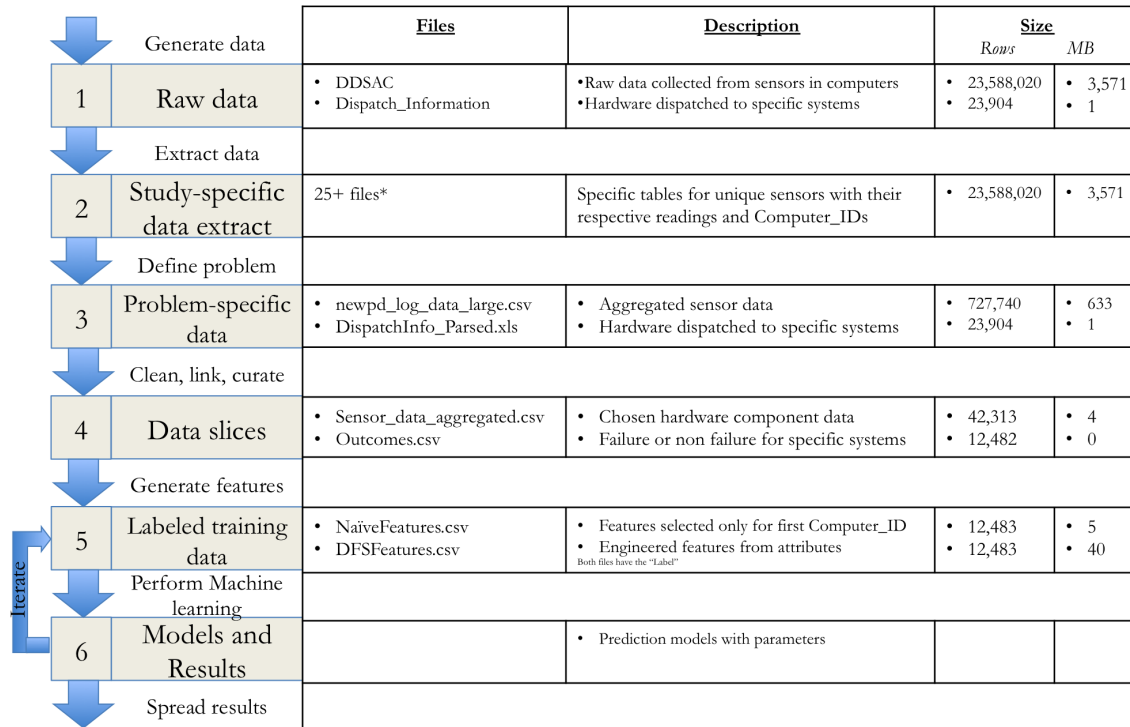 Files
Description
Size
Rows MB
Generate data
1
Raw data
• DDSAC
• Dispatch_Information
•Raw data collected from sensors in computers
•Hardware dispatched to specific systems
• 23,588,020
• 23,904
• 3,571
• 1
Extract data
2
Study-specific
data extract
25+ files*
Specific tables for unique sensors with their
respective readings and Computer_IDs
• 23,588,020
• 3,571
Define problem
3
Problem-specific
data
• newpd_log_data_large.csv
• DispatchInfo_Parsed.xls
• Aggregated sensor data
• Hardware dispatched to specific systems
• 727,740
• 23,904
• 633
• 1
Clean, link, curate
4
Data slices
• Sensor_data_aggregated.csv
• Outcomes.csv
• Chosen hardware component data
• Failure or non failure for specific systems
• 42,313
• 12,482
• 4
• 0
Generate features
5
Labeled training
data
• NaïveFeatures.csv
• DFSFeatures.csv
• Features selected only for first Computer_ID
• Engineered features from attributes
Both files have the “Label”
• 12,483
• 12,483
• 5
• 40
Iterate
Perform Machine
learning
6
Models and
Results
• Prediction models with parameters
Spread results